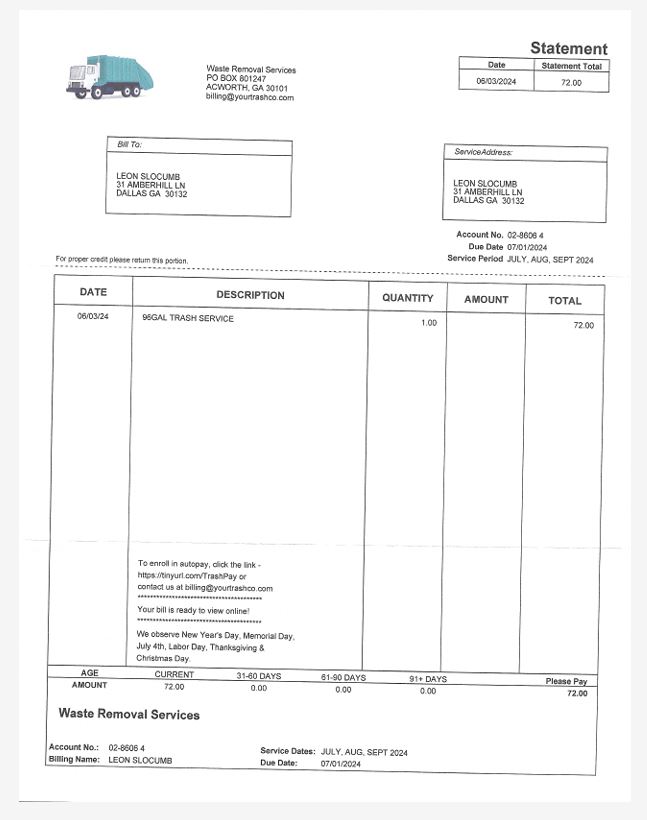 Statement
Date Statement Total
06/03/2024 72.00
Waste Removal Services
PO BOX 801247
ACWORTH, GA 30101
billing@yourtrashco.com
Bill To:
LEON SLOCUMB
31 AMBERHILL LN
DALLAS GA 30132
ServiceAddress:
LEON SLOCUMB
31 AMBERHILL LN
DALLAS GA 30132
Account No. 02-8606 4
Due Date 07/01/2024
Service Period JULY, AUG, SEPT 2024
For proper credit please return this portion.
DATE DESCRIPTION QUANTITY AMOUNT TOTAL
06/03/24 96GAL TRASH SERVICE 1.00 72.00
To enroll in autopay, click the link -
https://tinyurl.com/TrashPay or
contact us at billing@yourtrashco.com
****************************************
Your bill is ready to view online!
****************************************
We observe New Year's Day, Memorial Day,
July 4th, Labor Day, Thanksgiving &
Christmas Day.
AGE CURRENT 31-60 DAYS 61-90 DAYS 91+ DAYS Please Pay
AMOUNT 72.00 0.00 0.00 0.00 72.00
Waste Removal Services
Account No.: 02-8606 4 Service Dates: JULY, AUG, SEPT 2024
Billing Name: LEON SLOCUMB Due Date: 07/01/2024